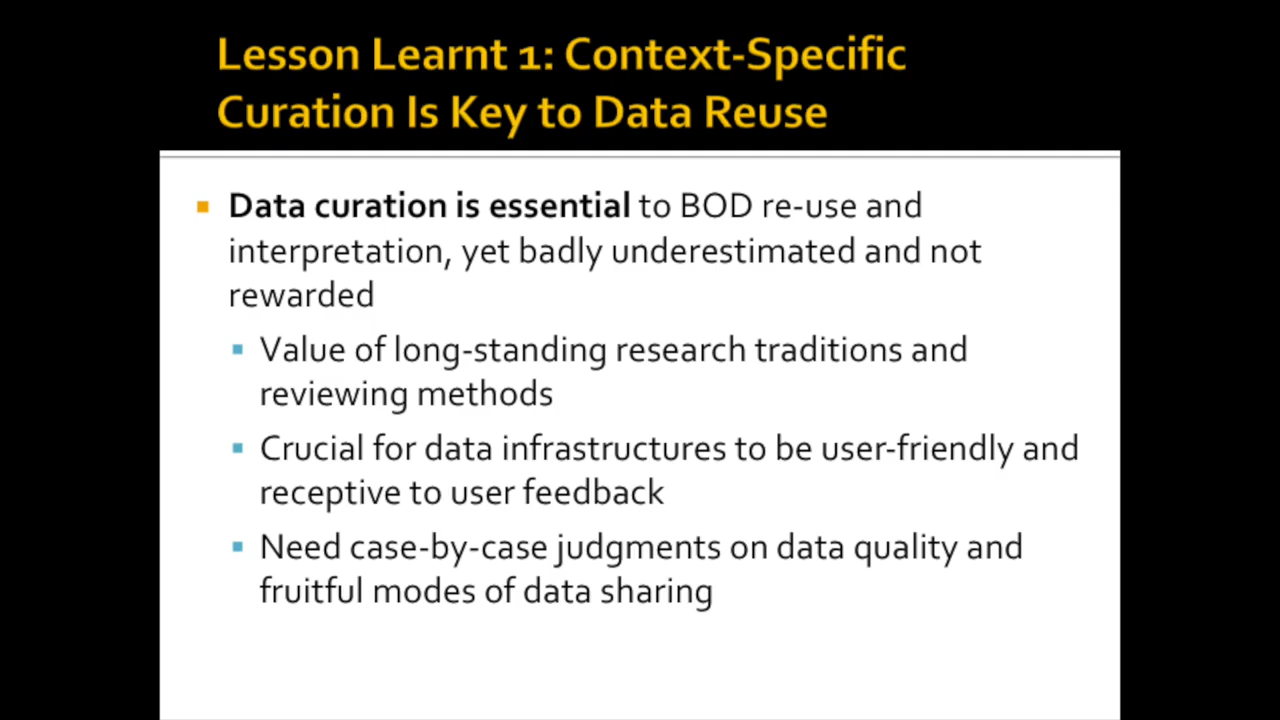 Lesson Learnt 1: Context-Specific
Curation Is Key to Data Reuse
Data curation is essential to BOD re-use and
interpretation, yet badly underestimated and not
rewarded
Value of long-standing research traditions and
reviewing methods
Crucial for data infrastructures to be user-friendly and
receptive to user feedback
Need case-by-case judgments on data quality and
fruitful modes of data sharing